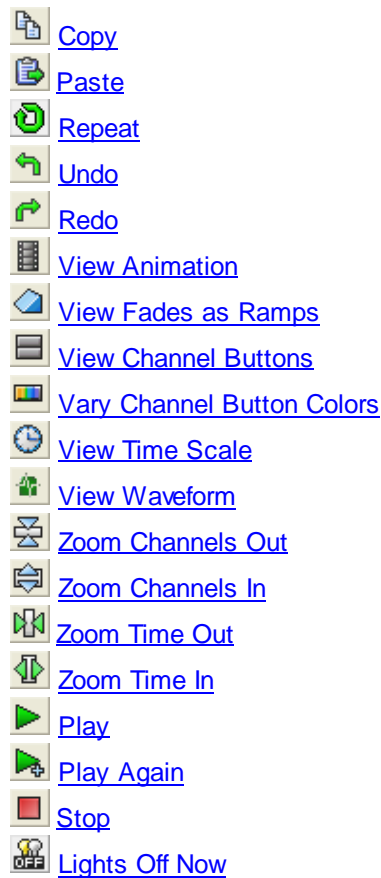 Copy
Paste
Repeat
Undo
Redo
View Animation
View Fades as Ramps
View Channel Buttons
Vary Channel Button Colors
View Time Scale
View Waveform
Zoom Channels Out
Zoom Channels In
Zoom Time Out
Zoom Time In
Play
Play Again
Stop
OFF Lights Off Now